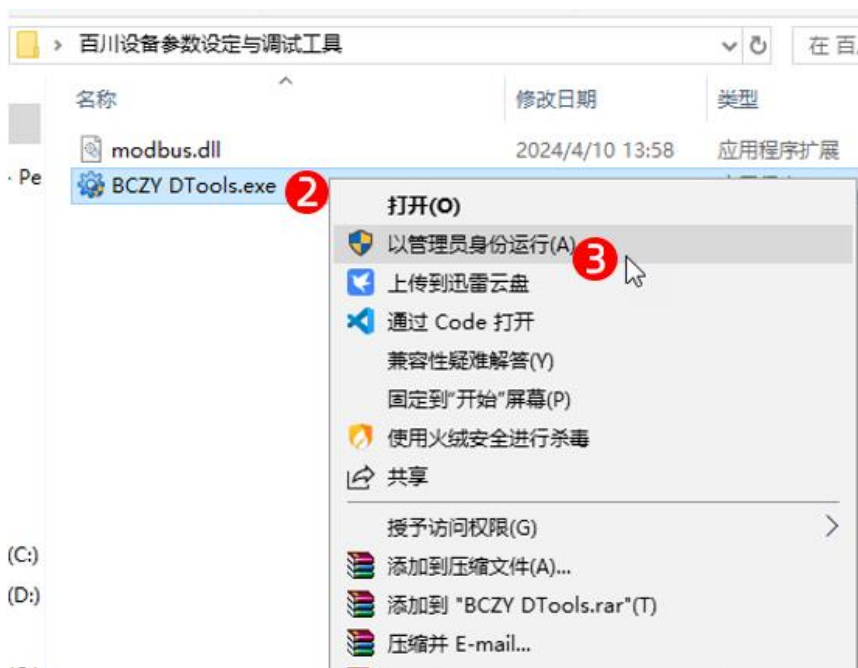 百川设备参数设定与调试工具
在 百
名称 修改日期 类型
modbus.dll 2024/4/10 13:58 应用程序扩展
Pe
BCZY DTools.exe 2
打开(O)
以管理员身份运行(A) 3
上传到迅雷云盘
通过 Code 打开
兼容性疑难解答(Y)
固定到"开始"屏幕(P)
使用火绒安全进行杀毒
共享
授予访问权限(G)
(C:)
添加到压缩文件(A)...
(D:)
添加到 "BCZY DTools.rar"(T)
压缩并 E-mail...